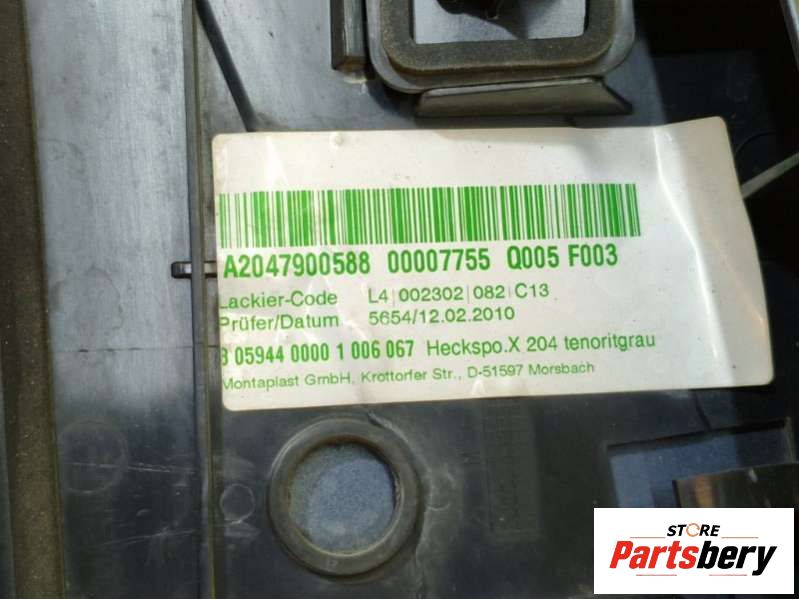 A2047900588 00007755 Q005 F003
Lackier-Code L4 | 002302 | 082 | C13
Prüfer/Datum 5654/12.02.2010
05944 0000 1 006 067 Heckspo.X 204 tenoritgrau
Montaplast GmbH, Krottorfer Str., D-51597 Morsbach
STORE
Partsbery